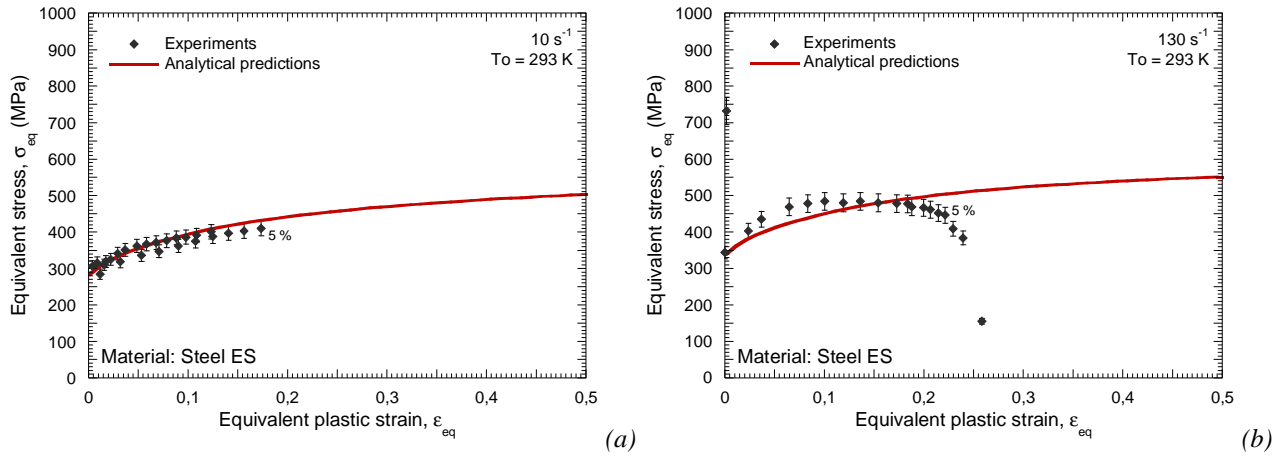 1000
900
800
700
600
500
400
300
200
100
0
Equivalent stress, σeq (MPa)
Experiments
Analytical predictions
10 s-1
To = 293 K
5 %
Material: Steel ES
0 0,1 0,2 0,3 0,4 0,5
Equivalent plastic strain, εeq
(a)
1000
900
800
700
600
500
400
300
200
100
0
Equivalent stress, σeq (MPa)
Experiments
Analytical predictions
130 s-1
To = 293 K
5 %
Material: Steel ES
0 0,1 0,2 0,3 0,4 0,5
Equivalent plastic strain, εeq
(b)